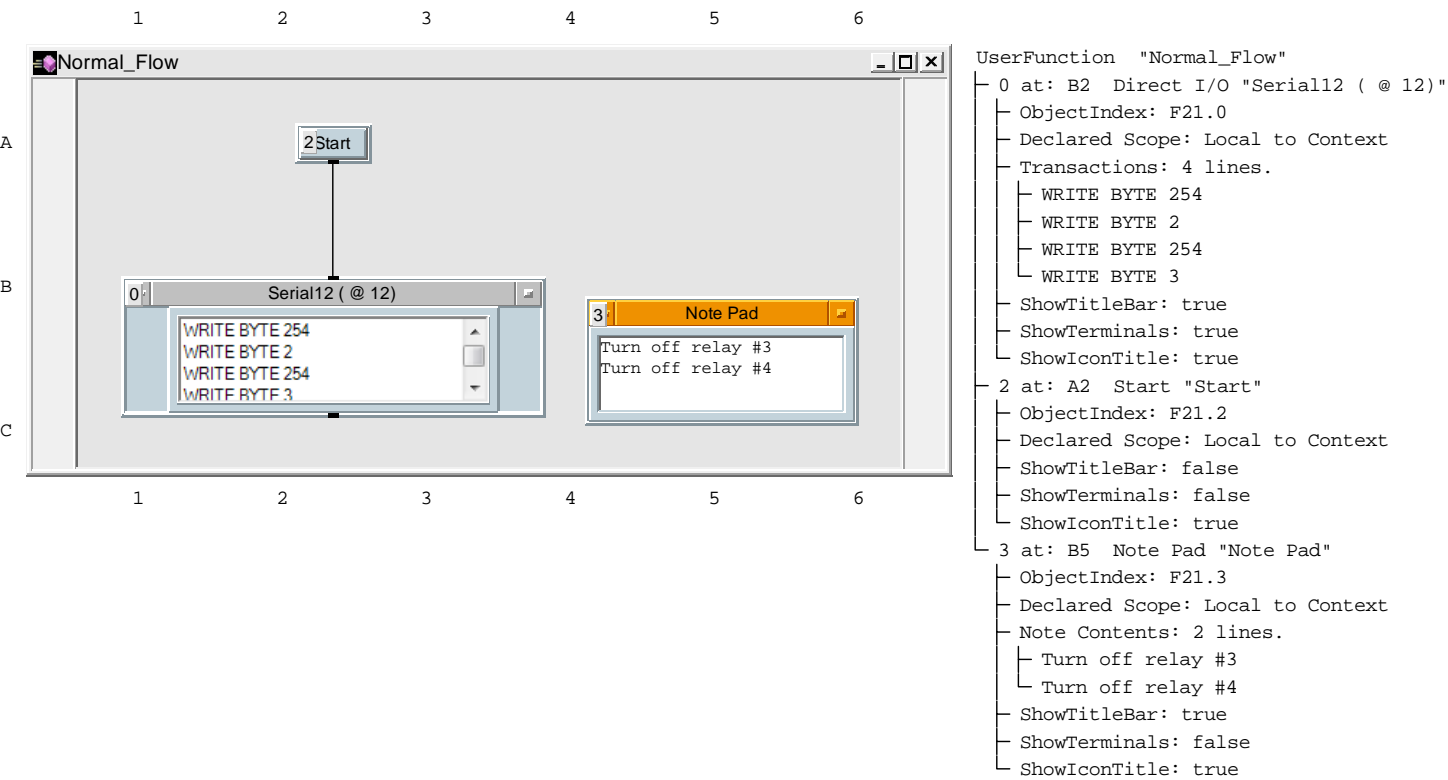 1 2 3 4 5 6
Normal_Flow
A
2 Start
B
0 Serial12 ( @ 12)
WRITE BYTE 254
WRITE BYTE 2
WRITE BYTE 254
WRITE BYTE 3
3 Note Pad
Turn off relay #3
Turn off relay #4
C
1 2 3 4 5 6
UserFunction "Normal_Flow"
0 at: B2 Direct I/O "Serial12 ( @ 12)"
ObjectIndex: F21.0
Declared Scope: Local to Context
Transactions: 4 lines.
WRITE BYTE 254
WRITE BYTE 2
WRITE BYTE 254
WRITE BYTE 3
ShowTitleBar: true
ShowTerminals: true
ShowIconTitle: true
2 at: A2 Start "Start"
ObjectIndex: F21.2
Declared Scope: Local to Context
ShowTitleBar: false
ShowTerminals: false
ShowIconTitle: true
3 at: B5 Note Pad "Note Pad"
ObjectIndex: F21.3
Declared Scope: Local to Context
Note Contents: 2 lines.
Turn off relay #3
Turn off relay #4
ShowTitleBar: true
ShowTerminals: false
ShowIconTitle: true